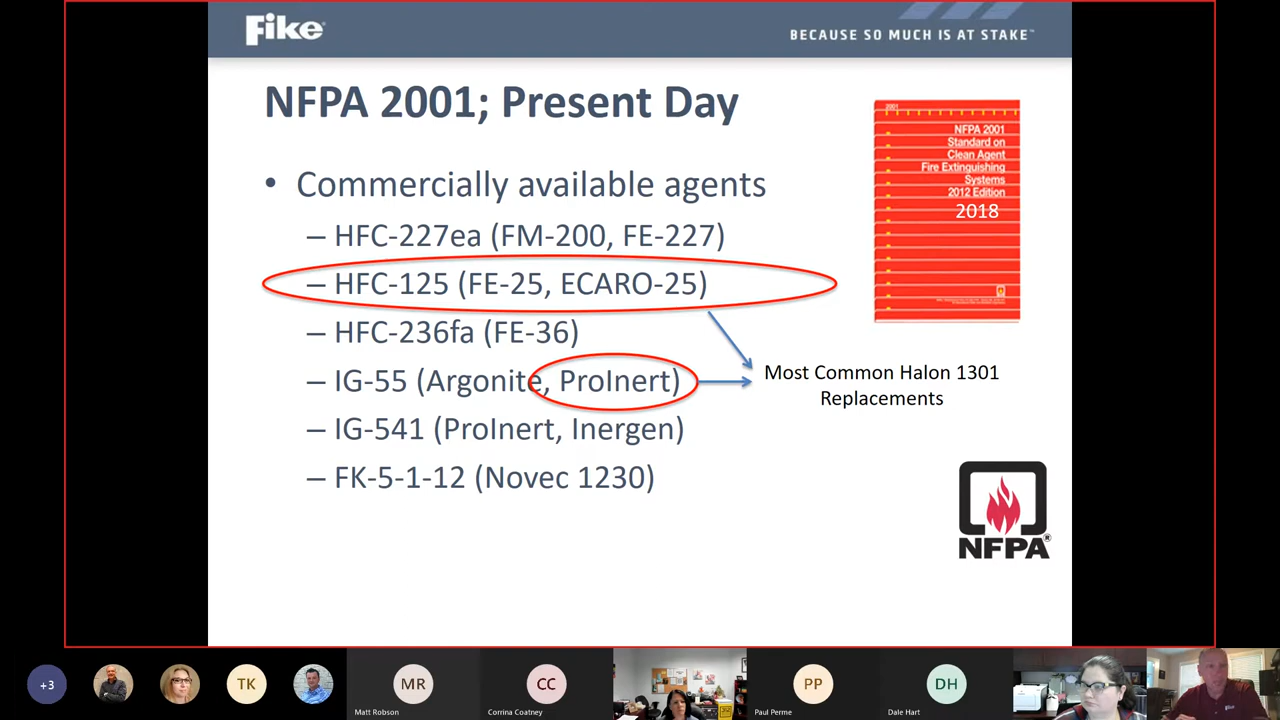 Fike
BECAUSE SO MUCH IS AT STAKE™
NFPA 2001; Present Day
• Commercially available agents
– HFC-227ea (FM-200, FE-227)
– HFC-125 (FE-25, ECARO-25)
– HFC-236fa (FE-36)
– IG-55 (Argonite, ProInert)
– IG-541 (ProInert, Inergen)
– FK-5-1-12 (Novec 1230)
2001
NFPA 2001
Standard on
Clean Agent
Fire Extinguishing
Systems
2012 Edition
2018
Most Common Halon 1301
Replacements
NFPA®
+3
TK
MR
CC
PP
DH
Matt Robson
Corrina Coatney
Paul Perme
Dale Hart